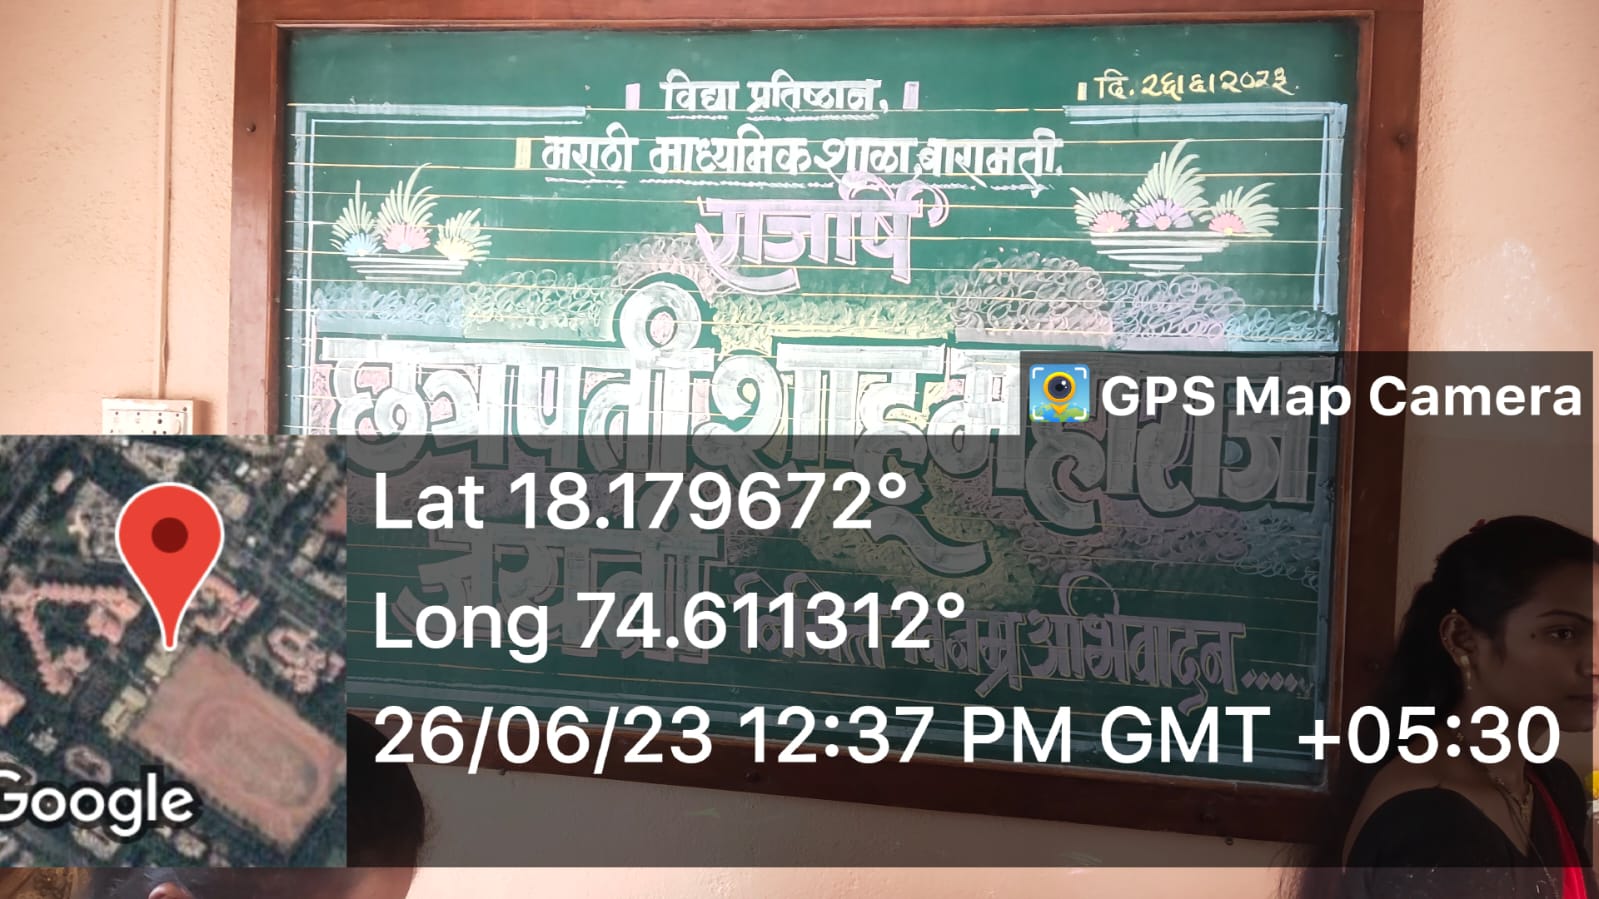 दि. २६।६।२०२३.
विद्या प्रतिष्ठान,
मराठी माध्यमिक शाळा, बारामती.
राजर्षि
छत्रपती शाहू महाराज
जयंती निमित्त विनम्र अभिवादन.....
GPS Map Camera
Lat 18.179672°
Long 74.611312°
26/06/23 12:37 PM GMT +05:30
Google